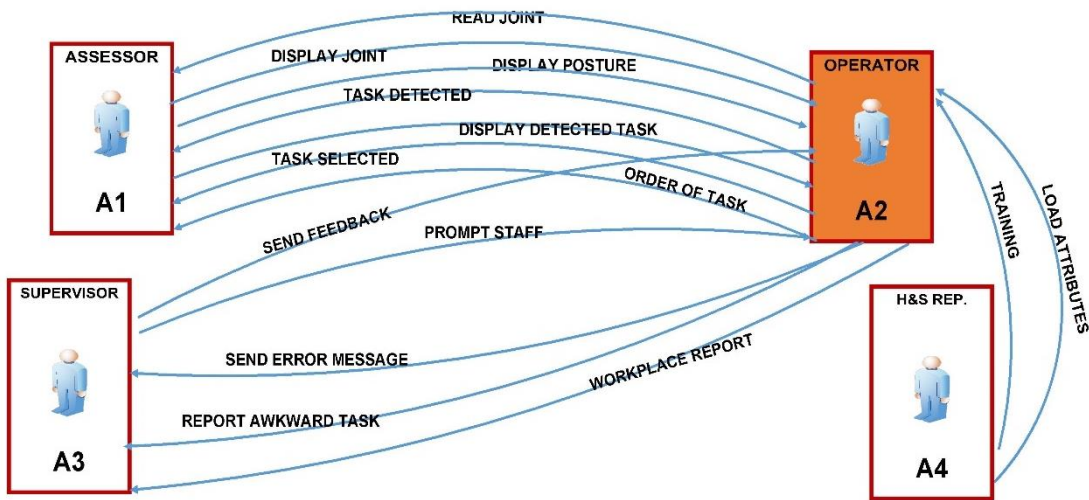 READ JOINT
ASSESSOR
A1
DISPLAY JOINT
DISPLAY POSTURE
TASK DETECTED
DISPLAY DETECTED TASK
TASK SELECTED
ORDER OF TASK
OPERATOR
A2
SEND FEEDBACK
PROMPT STAFF
TRAINING
LOAD ATTRIBUTES
SUPERVISOR
A3
SEND ERROR MESSAGE
WORKPLACE REPORT
REPORT AWKWARD TASK
H&S REP.
A4